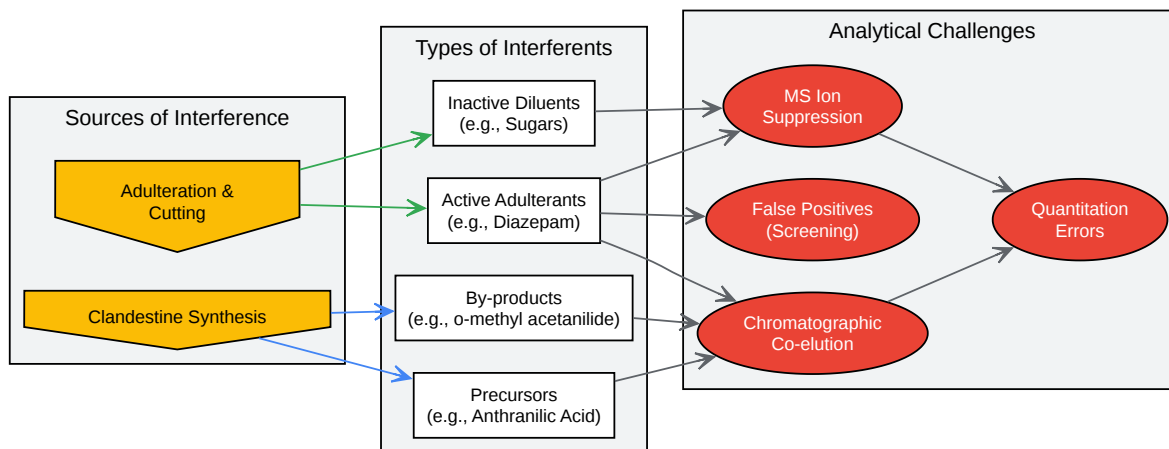 Sources of Interference
Adulteration &
Cutting
Clandestine Synthesis
Types of Interferents
Inactive Diluents
(e.g., Sugars)
Active Adulterants
(e.g., Diazepam)
By-products
(e.g., o-methyl acetanilide)
Precursors
(e.g., Anthranilic Acid)
Analytical Challenges
MS Ion
Suppression
False Positives
(Screening)
Chromatographic
Co-elution
Quantitation
Errors